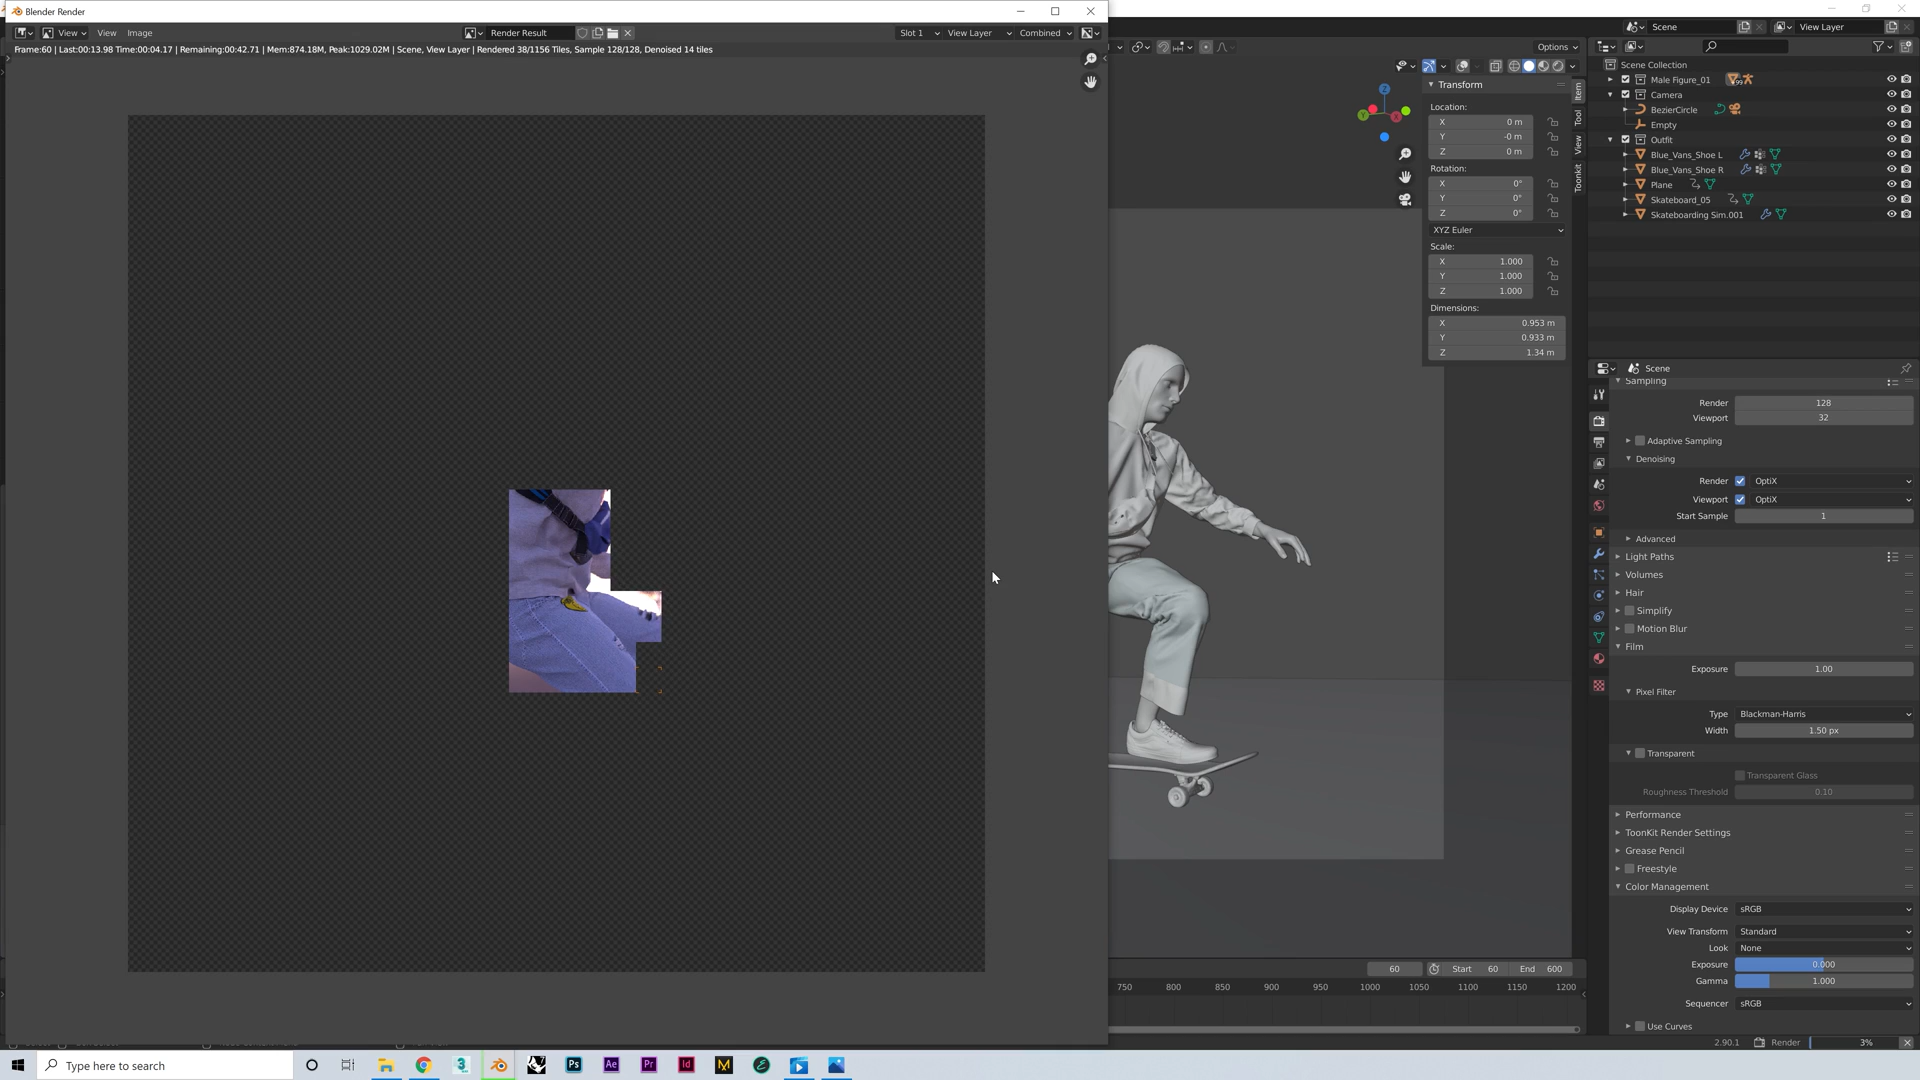 Blender Render
View View Image Render Result Slot 1 View Layer Combined
Frame:60 | Last:00:13.98 Time:00:04.17 | Remaining:00:42.71 | Mem:874.18M, Peak:1029.02M | Scene, View Layer | Rendered 38/1156 Tiles, Sample 128/128, Denoised 14 tiles
Options
Transform
Location:
X 0 m
Y -0 m
Z 0 m
Rotation:
X 0°
Y 0°
Z 0°
XYZ Euler
Scale:
X 1.000
Y 1.000
Z 1.000
Dimensions:
X 0.953 m
Y 0.933 m
Z 1.34 m
Item
Tool
View
Toonkit
60 Start 60 End 600
750 800 850 900 950 1000 1050 1100 1150 1200
Scene View Layer
Scene Collection
Male Figure_01
Camera
BezierCircle
Empty
Outfit
Blue_Vans_Shoe L
Blue_Vans_Shoe R
Plane
Skateboard_05
Skateboarding Sim.001
Scene
Sampling
Render 128
Viewport 32
Adaptive Sampling
Denoising
Render OptiX
Viewport OptiX
Start Sample 1
Advanced
Light Paths
Volumes
Hair
Simplify
Motion Blur
Film
Exposure 1.00
Pixel Filter
Type Blackman-Harris
Width 1.50 px
Transparent
Transparent Glass
Roughness Threshold 0.10
Performance
ToonKit Render Settings
Grease Pencil
Freestyle
Color Management
Display Device sRGB
View Transform Standard
Look None
Exposure 0.000
Gamma 1.000
Sequencer sRGB
Use Curves
2.90.1 Render 3%
Type here to search